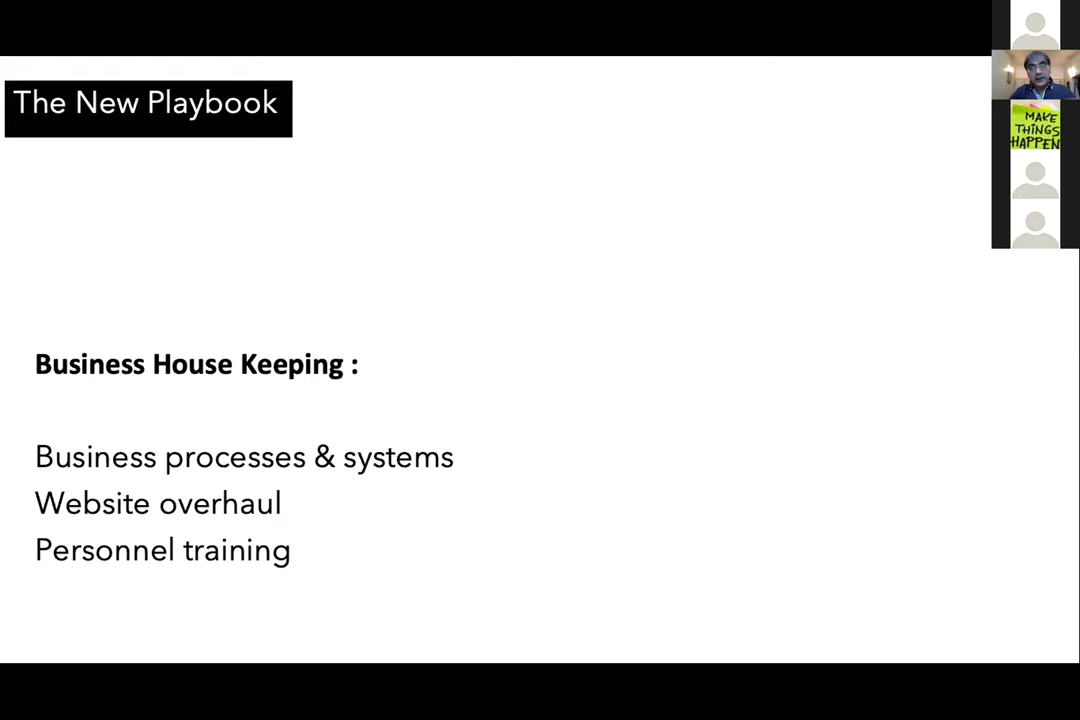 The New Playbook
MAKE
THINGS
HAPPEN
Business House Keeping :
Business processes & systems
Website overhaul
Personnel training